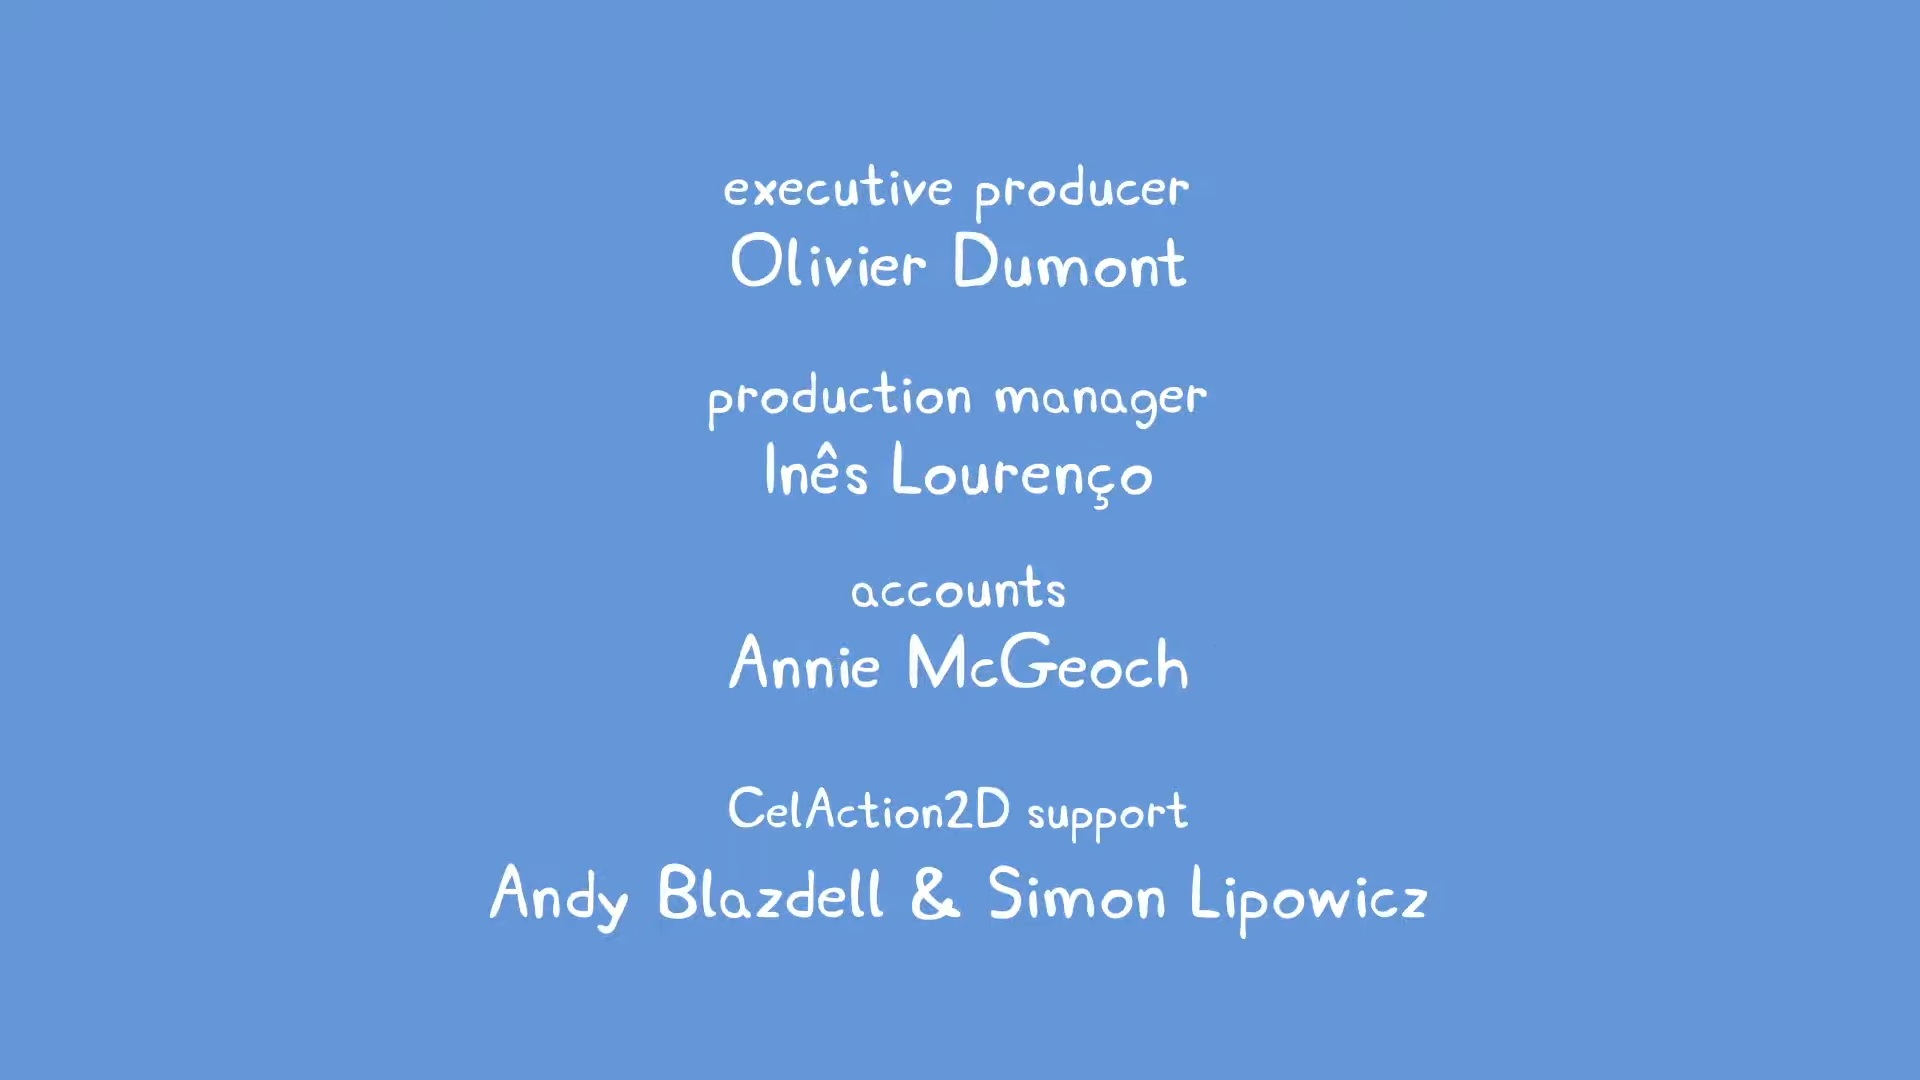 executive producer
Olivier Dumont
production manager
Inês Lourenço
accounts
Annie McGeoch
CelAction2D support
Andy Blazdell & Simon Lipowicz